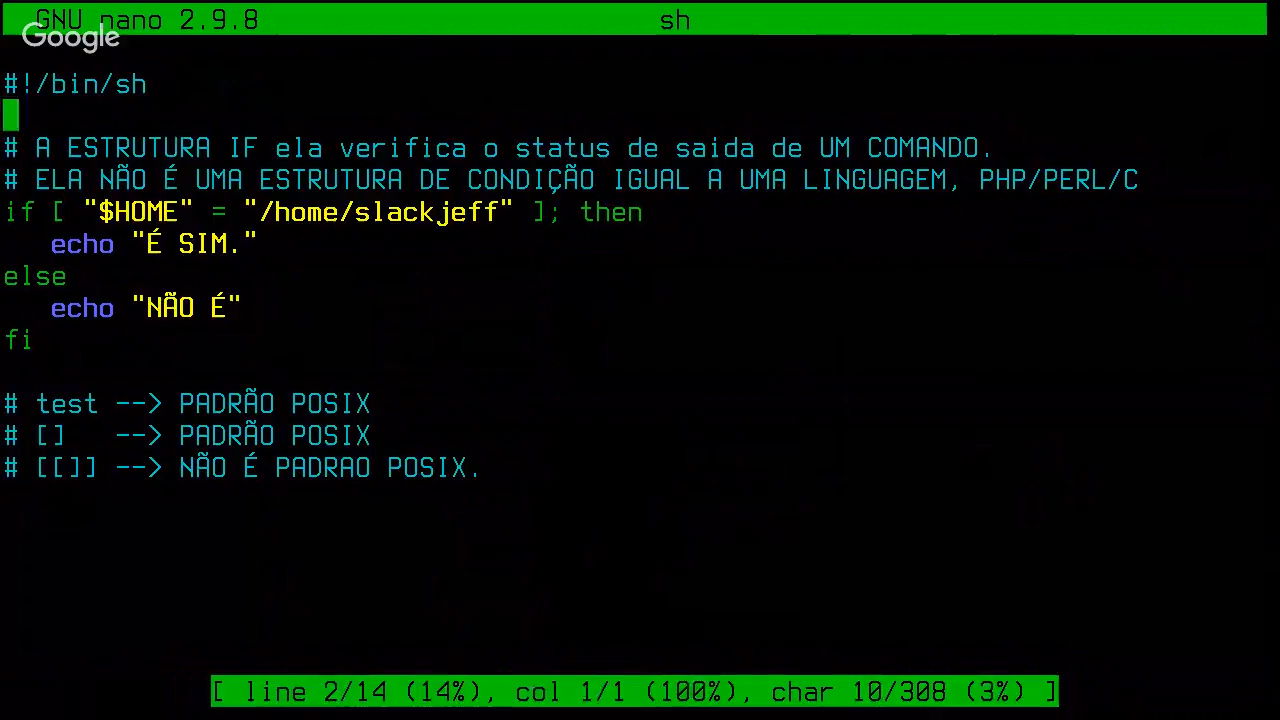 GNU nano 2.9.8 sh
Google
#!/bin/sh
# A ESTRUTURA IF ela verifica o status de saida de UM COMANDO.
# ELA NÃO É UMA ESTRUTURA DE CONDIÇÃO IGUAL A UMA LINGUAGEM, PHP/PERL/C
if [ "$HOME" = "/home/slackjeff" ]; then
   echo "É SIM."
else
   echo "NÃO É"
fi
# test --> PADRÃO POSIX
# []   --> PADRÃO POSIX
# [[]] --> NÃO É PADRAO POSIX.
[ line 2/14 (14%), col 1/1 (100%), char 10/308 (3%) ]